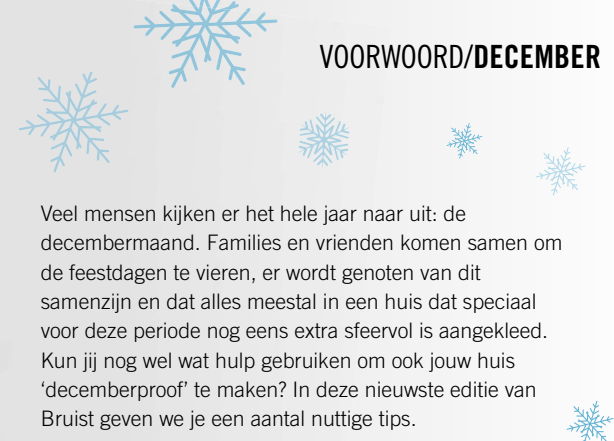 VOORWOORD/DECEMBER
Veel mensen kijken er het hele jaar naar uit: de
decembermaand. Families en vrienden komen samen om
de feestdagen te vieren, er wordt genoten van dit
samenzijn en dat alles meestal in een huis dat speciaal
voor deze periode nog eens extra sfeervol is aangekleed.
Kun jij nog wel wat hulp gebruiken om ook jouw huis
‘decemberproof’ te maken? In deze nieuwste editie van
Bruist geven we je een aantal nuttige tips.